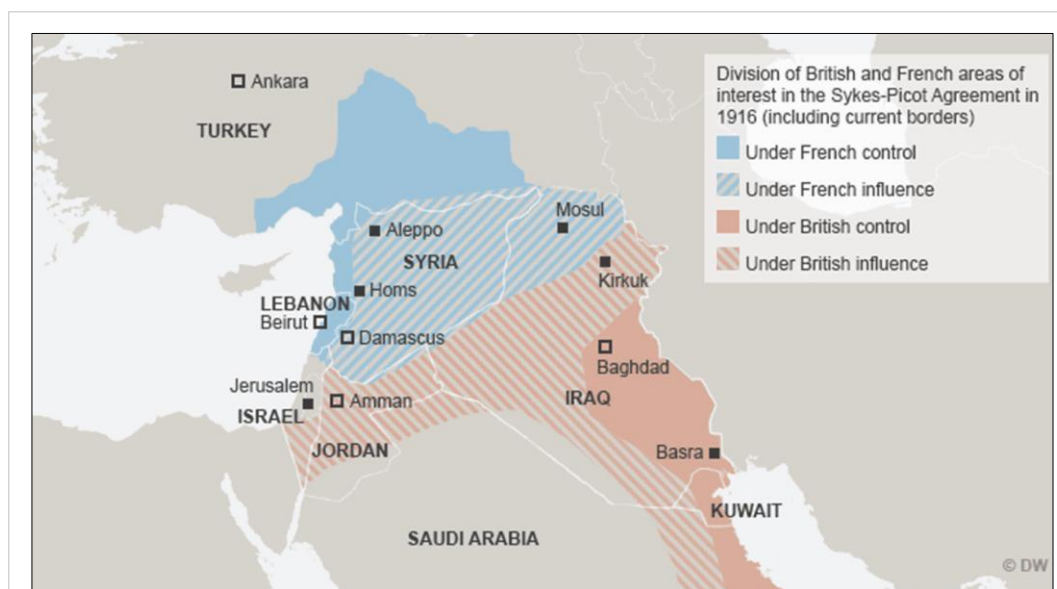 Ankara
TURKEY
Division of British and French areas of
interest in the Sykes-Picot Agreement in
1916 (including current borders)
Under French control
Under French influence
Under British control
Under British influence
Mosul
Aleppo
SYRIA
Kirkuk
Homs
LEBANON
Beirut
Damascus
Baghdad
Jerusalem
Amman
IRAQ
ISRAEL
JORDAN
Basra
KUWAIT
SAUDI ARABIA
© DW